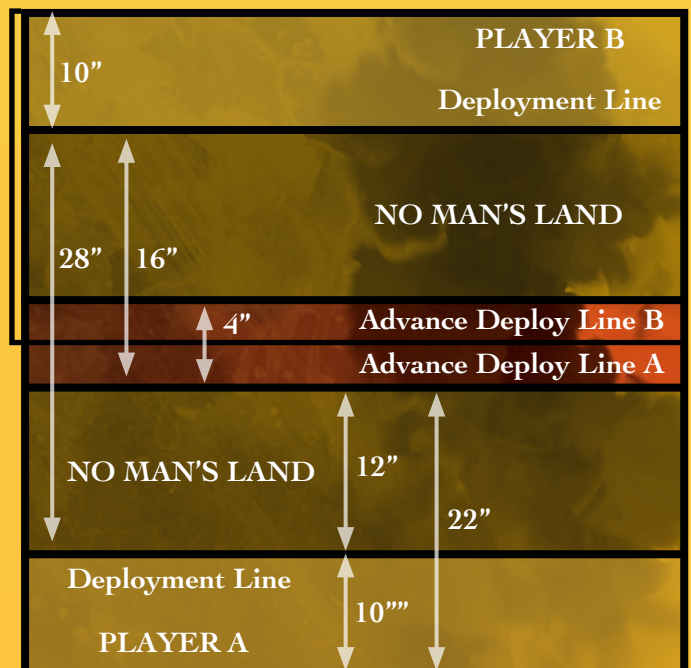 PLAYER B
10”
Deployment Line
NO MAN’S LAND
28”
16”
4”
Advance Deploy Line B
Advance Deploy Line A
NO MAN’S LAND
12”
22”
Deployment Line
10””
PLAYER A